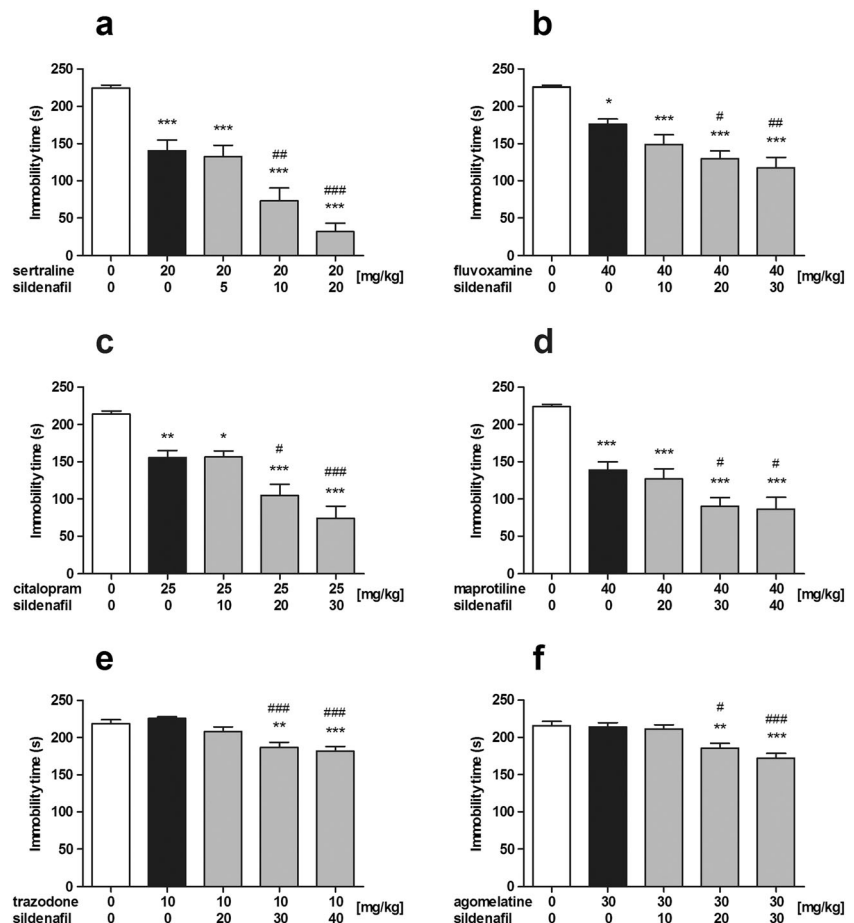 a
Immobility time (s)
250
200
150
100
50
0
***
***
##
***
###
***
sertraline 0 20 20 20 20 [mg/kg]
sildenafil 0 0 5 10 20
b
Immobility time (s)
250
200
150
100
50
0
*
***
#
***
##
***
fluvoxamine 0 40 40 40 40 [mg/kg]
sildenafil 0 0 10 20 30
c
Immobility time (s)
250
200
150
100
50
0
**
*
#
***
###
***
citalopram 0 25 25 25 25 [mg/kg]
sildenafil 0 0 10 20 30
d
Immobility time (s)
250
200
150
100
50
0
***
***
#
***
#
***
maprotiline 0 40 40 40 40 [mg/kg]
sildenafil 0 0 20 30 40
e
Immobility time (s)
250
200
150
100
50
0
###
**
###
***
trazodone 0 10 10 10 10 [mg/kg]
sildenafil 0 0 20 30 40
f
Immobility time (s)
250
200
150
100
50
0
#
**
###
***
agomelatine 0 30 30 30 30 [mg/kg]
sildenafil 0 0 10 20 30